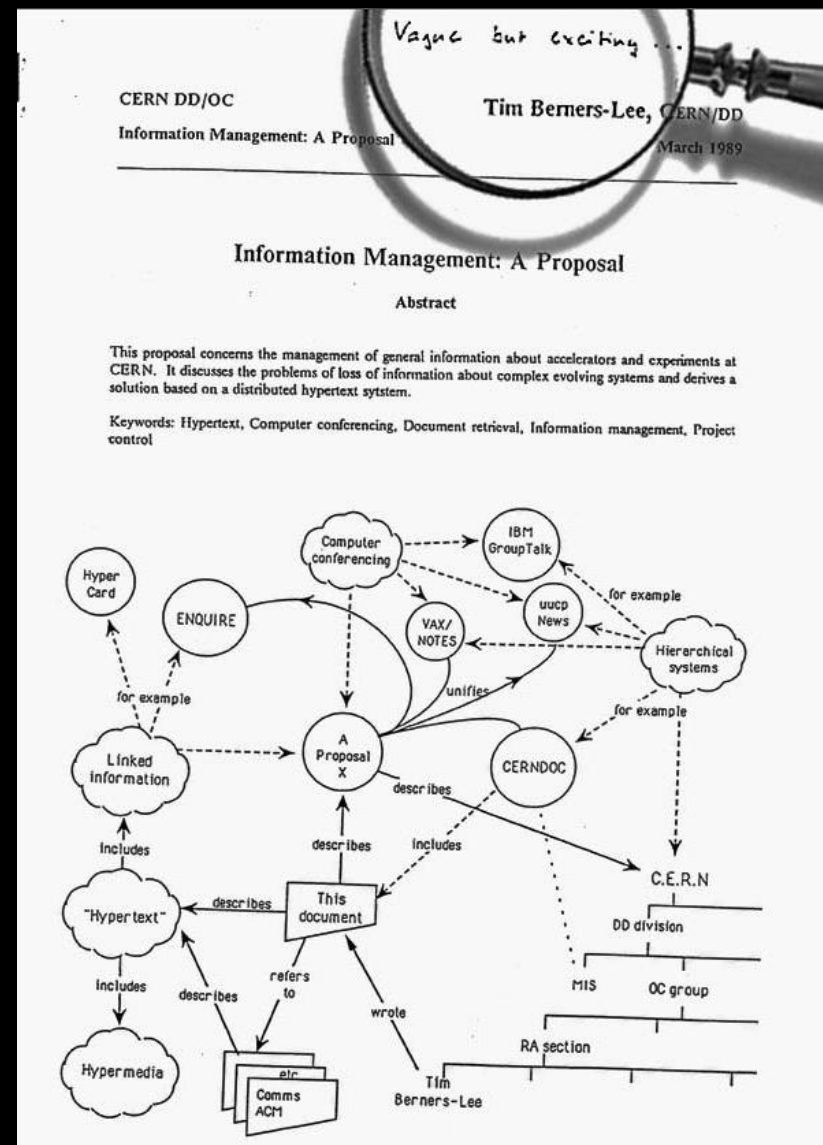 Vague but exciting ...
CERN DD/OC
Tim Berners-Lee, CERN/DD
Information Management: A Proposal
March 1989
Information Management: A Proposal
Abstract
This proposal concerns the management of general information about accelerators and experiments at
CERN. It discusses the problems of loss of information about complex evolving systems and derives a
solution based on a distributed hypertext sytstem.
Keywords: Hypertext, Computer conferencing, Document retrieval, Information management, Project
control
Computer
conferencing
IBM
GroupTalk
Hyper
Card
ENQUIRE
VAX/
NOTES
uucp
News
for example
Hierarchical
systems
unifies
for example
for example
Linked
information
A
Proposal
X
CERNDOC
describes
Includes
describes
includes
C.E.R.N
"Hypertext"
describes
This
document
DD division
includes
describes
refers
to
wrote
MIS
OC group
RA section
Hypermedia
etc
Comms
ACM
Tim
Berners-Lee